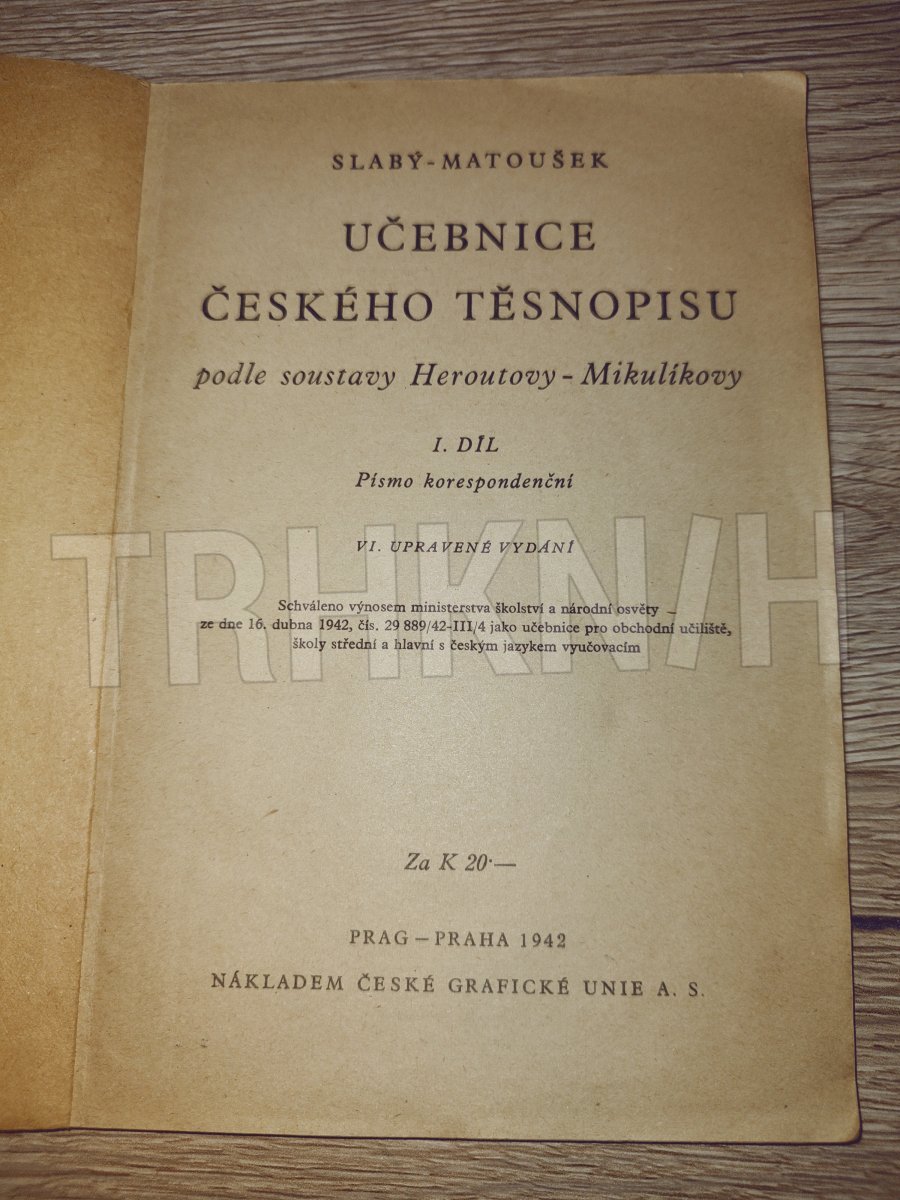 SLABÝ-MATOUŠEK
UČEBNICE
ČESKÉHO TĚSNOPISU
podle soustavy Heroutovy - Mikulíkovy
I. DÍL
Písmo korespondenční
VI. UPRAVENÉ VYDÁNÍ
TRHKN/H
Schváleno výnosem ministerstva školství a národní osvěty –
ze dne 16. dubna 1942, čís. 29 889/42-III/4 jako učebnice pro obchodní učiliště,
školy střední a hlavní s českým jazykem vyučovacím
Za K 20·—
PRAG – PRAHA 1942
NÁKLADEM ČESKÉ GRAFICKÉ UNIE A. S.